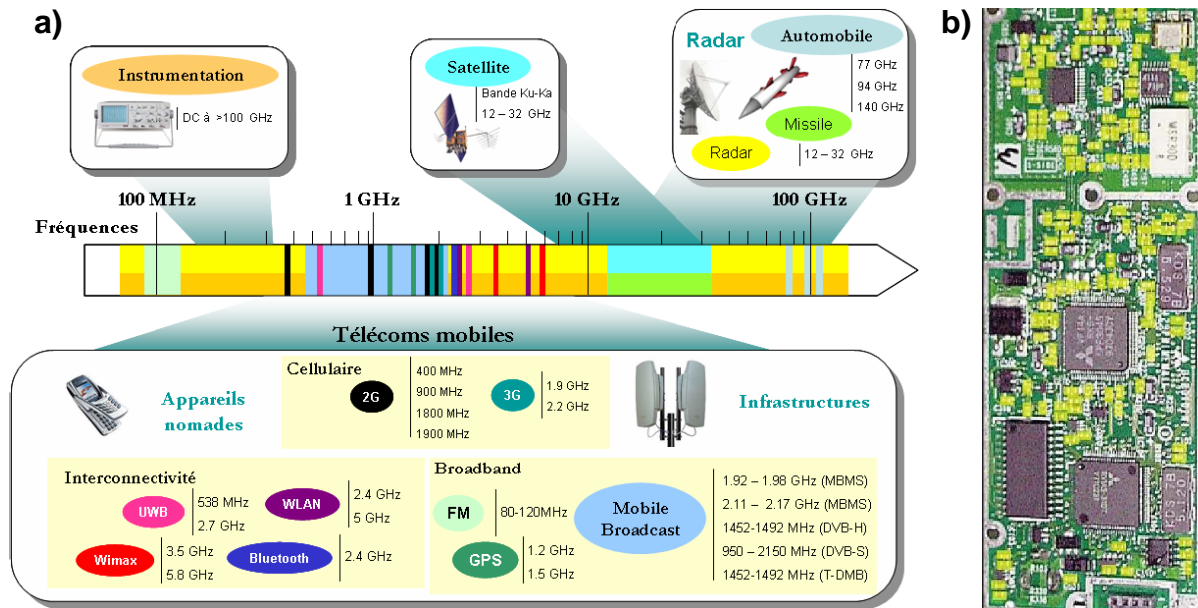 a)
Instrumentation
DC à >100 GHz
Satellite
Bande Ku-Ka
12 – 32 GHz
Radar
Automobile
77 GHz
94 GHz
140 GHz
Missile
Radar
12 – 32 GHz
100 MHz
1 GHz
10 GHz
100 GHz
Fréquences
Télécoms mobiles
Appareils
nomades
Cellulaire
2G
400 MHz
900 MHz
1800 MHz
1900 MHz
3G
1.9 GHz
2.2 GHz
Infrastructures
Interconnectivité
UWB
538 MHz
2.7 GHz
WLAN
2.4 GHz
5 GHz
Wimax
3.5 GHz
5.8 GHz
Bluetooth
2.4 GHz
Broadband
FM
80-120MHz
GPS
1.2 GHz
1.5 GHz
Mobile
Broadcast
1.92 – 1.98 GHz (MBMS)
2.11 – 2.17 GHz (MBMS)
1452-1492 MHz (DVB-H)
950 – 2150 MHz (DVB-S)
1452-1492 MHz (T-DMB)
b)